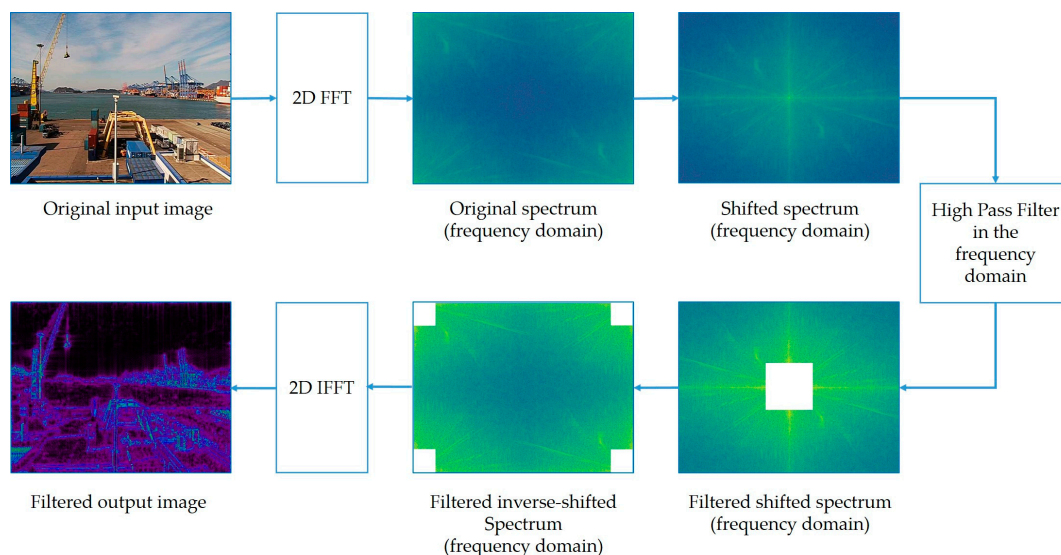 2D FFT
Original input image
Original spectrum
(frequency domain)
Shifted spectrum
(frequency domain)
High Pass Filter
in the
frequency
domain
2D IFFT
Filtered output image
Filtered inverse-shifted
Spectrum
(frequency domain)
Filtered shifted spectrum
(frequency domain)